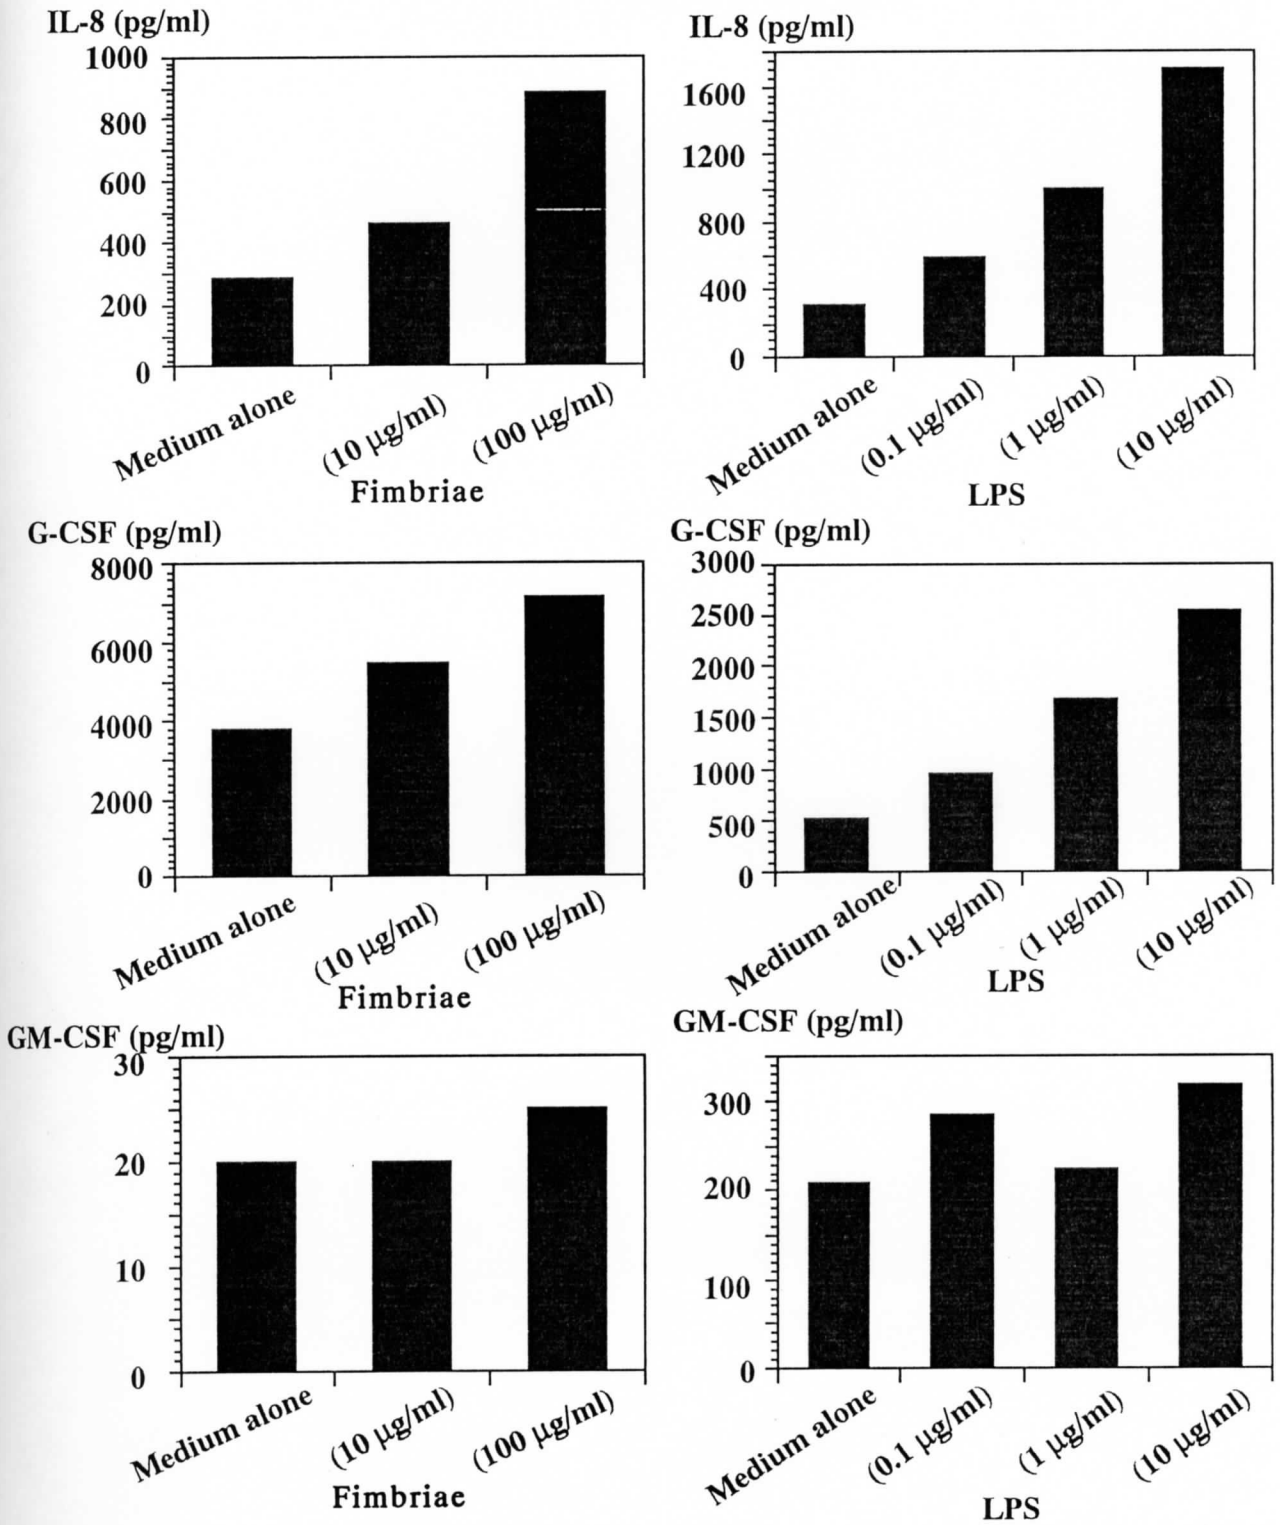 IL-8 (pg/ml)
1000
800
600
400
200
0
Medium alone
(10 µg/ml)
(100 µg/ml)
Fimbriae
IL-8 (pg/ml)
1600
1200
800
400
0
Medium alone
(0.1 µg/ml)
(1 µg/ml)
(10 µg/ml)
LPS
G-CSF (pg/ml)
8000
6000
4000
2000
0
Medium alone
(10 µg/ml)
(100 µg/ml)
Fimbriae
G-CSF (pg/ml)
3000
2500
2000
1500
1000
500
0
Medium alone
(0.1 µg/ml)
(1 µg/ml)
(10 µg/ml)
LPS
GM-CSF (pg/ml)
30
20
10
0
Medium alone
(10 µg/ml)
(100 µg/ml)
Fimbriae
GM-CSF (pg/ml)
300
200
100
0
Medium alone
(0.1 µg/ml)
(1 µg/ml)
(10 µg/ml)
LPS